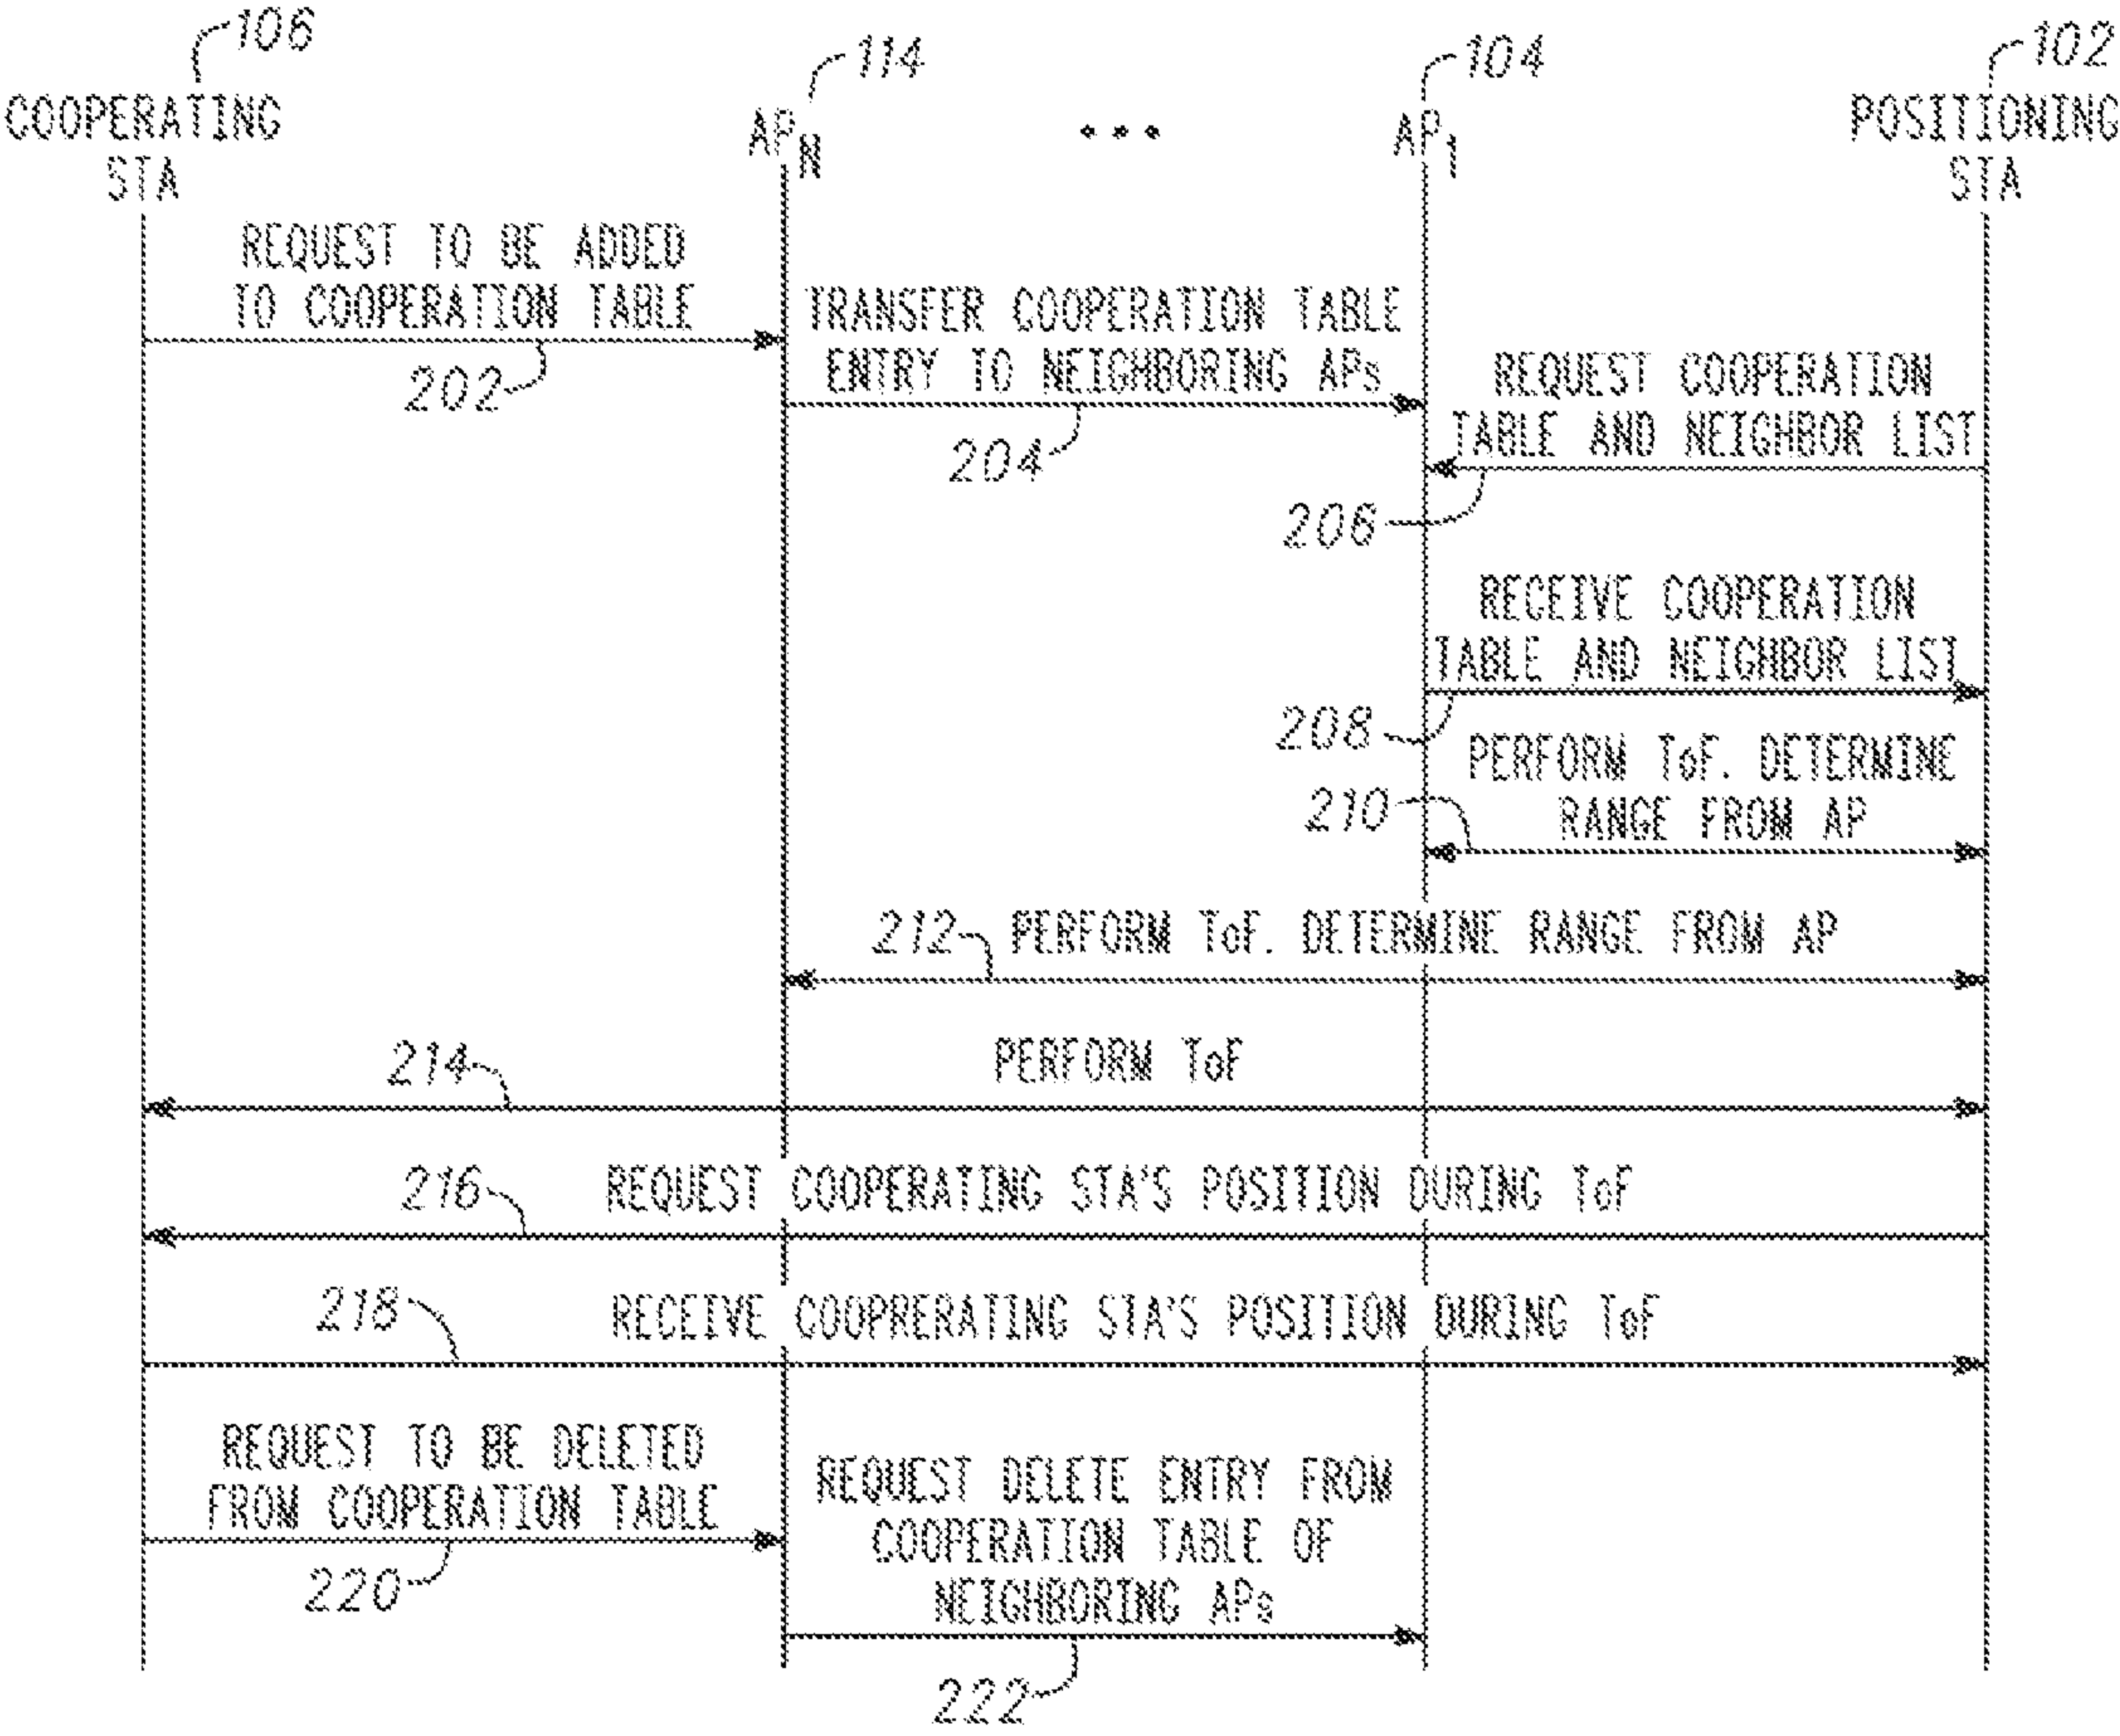 106
COOPERATING
STA
114
APN
...
104
AP1
102
POSITIONING
STA
REQUEST TO BE ADDED
TO COOPERATION TABLE
202
TRANSFER COOPERATION TABLE
ENTRY TO NEIGHBORING APs
204
REQUEST COOPERATION
TABLE AND NEIGHBOR LIST
206
RECEIVE COOPERATION
TABLE AND NEIGHBOR LIST
208
PERFORM ToF. DETERMINE
RANGE FROM AP
210
212
PERFORM ToF. DETERMINE RANGE FROM AP
214
PERFORM ToF
216
REQUEST COOPERATING STA'S POSITION DURING ToF
218
RECEIVE COOPRERATING STA'S POSITION DURING ToF
REQUEST TO BE DELETED
FROM COOPERATION TABLE
220
REQUEST DELETE ENTRY FROM
COOPERATION TABLE OF
NEIGHBORING APs
222